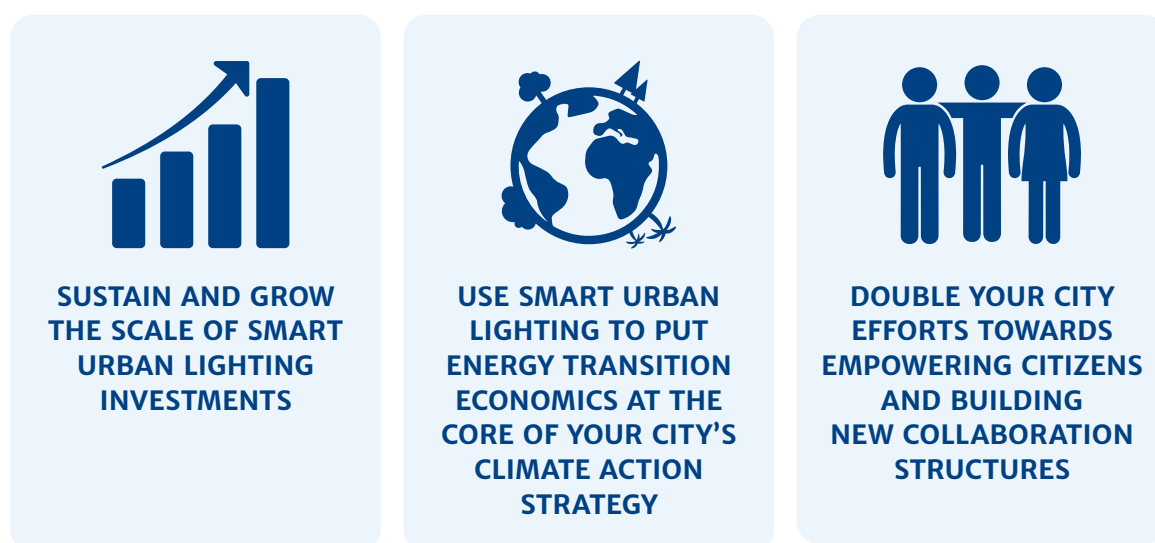 SUSTAIN AND GROW
THE SCALE OF SMART
URBAN LIGHTING
INVESTMENTS
USE SMART URBAN
LIGHTING TO PUT
ENERGY TRANSITION
ECONOMICS AT THE
CORE OF YOUR CITY’S
CLIMATE ACTION
STRATEGY
DOUBLE YOUR CITY
EFFORTS TOWARDS
EMPOWERING CITIZENS
AND BUILDING
NEW COLLABORATION
STRUCTURES